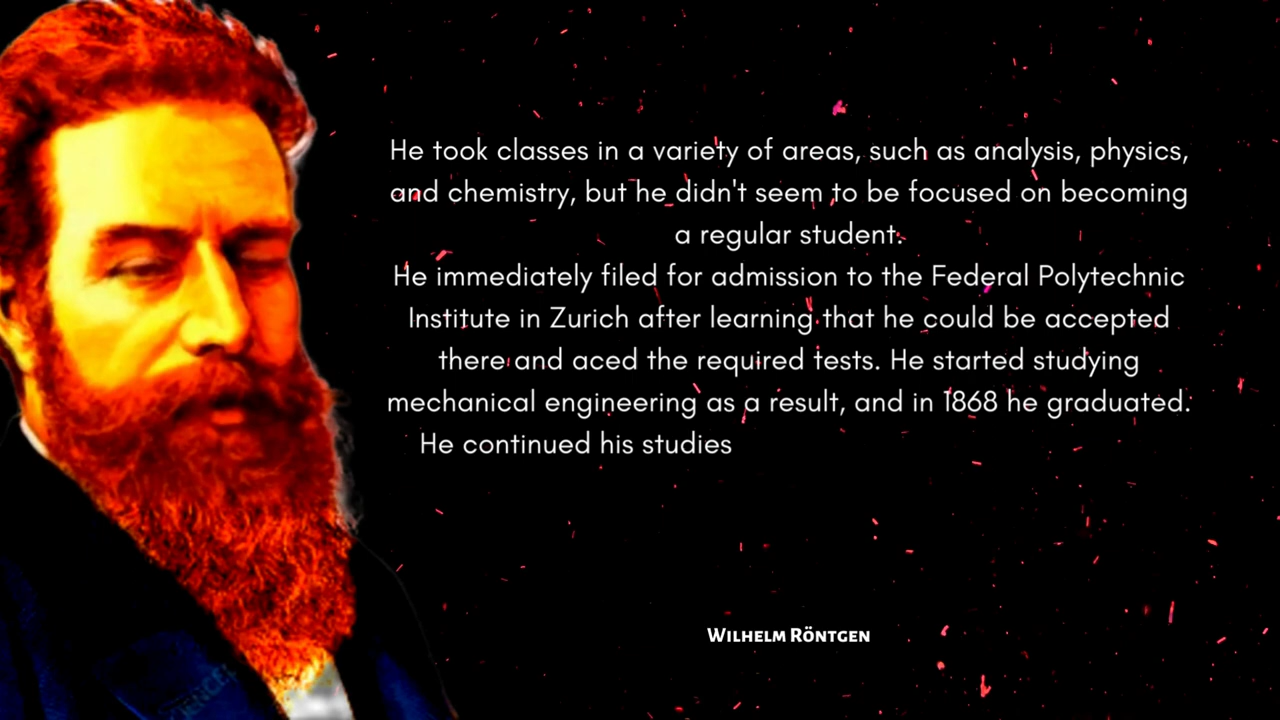 He took classes in a variety of areas, such as analysis, physics,
and chemistry, but he didn't seem to be focused on becoming
a regular student.
He immediately filed for admission to the Federal Polytechnic
Institute in Zurich after learning that he could be accepted
there and aced the required tests. He started studying
mechanical engineering as a result, and in 1868 he graduated.
He continued his studies
WILHELM RÖNTGEN